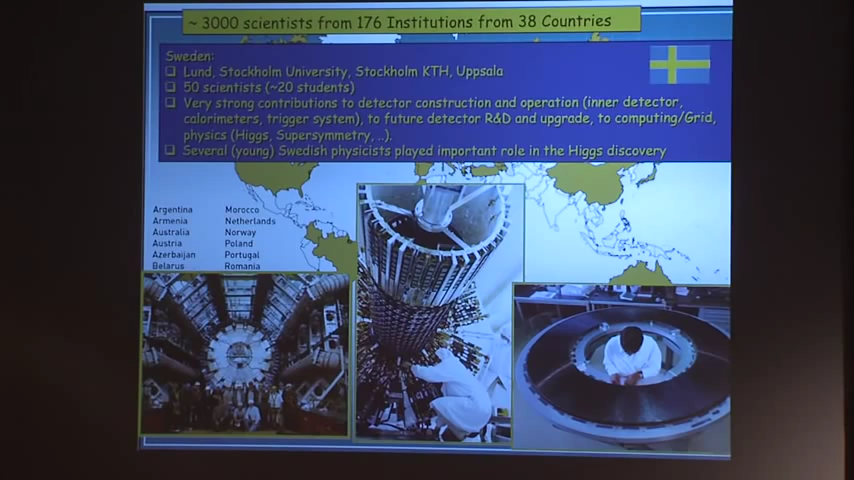 ~ 3000 scientists from 176 Institutions from 38 Countries
Sweden:
Lund, Stockholm University, Stockholm KTH, Uppsala
50 scientists (~20 students)
Very strong contributions to detector construction and operation (inner detector,
calorimeters, trigger system), to future detector R&D and upgrade, to computing/Grid,
physics (Higgs, Supersymmetry, ..).
Several (young) Swedish physicists played important role in the Higgs discovery
Argentina
Armenia
Australia
Austria
Azerbaijan
Belarus
Morocco
Netherlands
Norway
Poland
Portugal
Romania